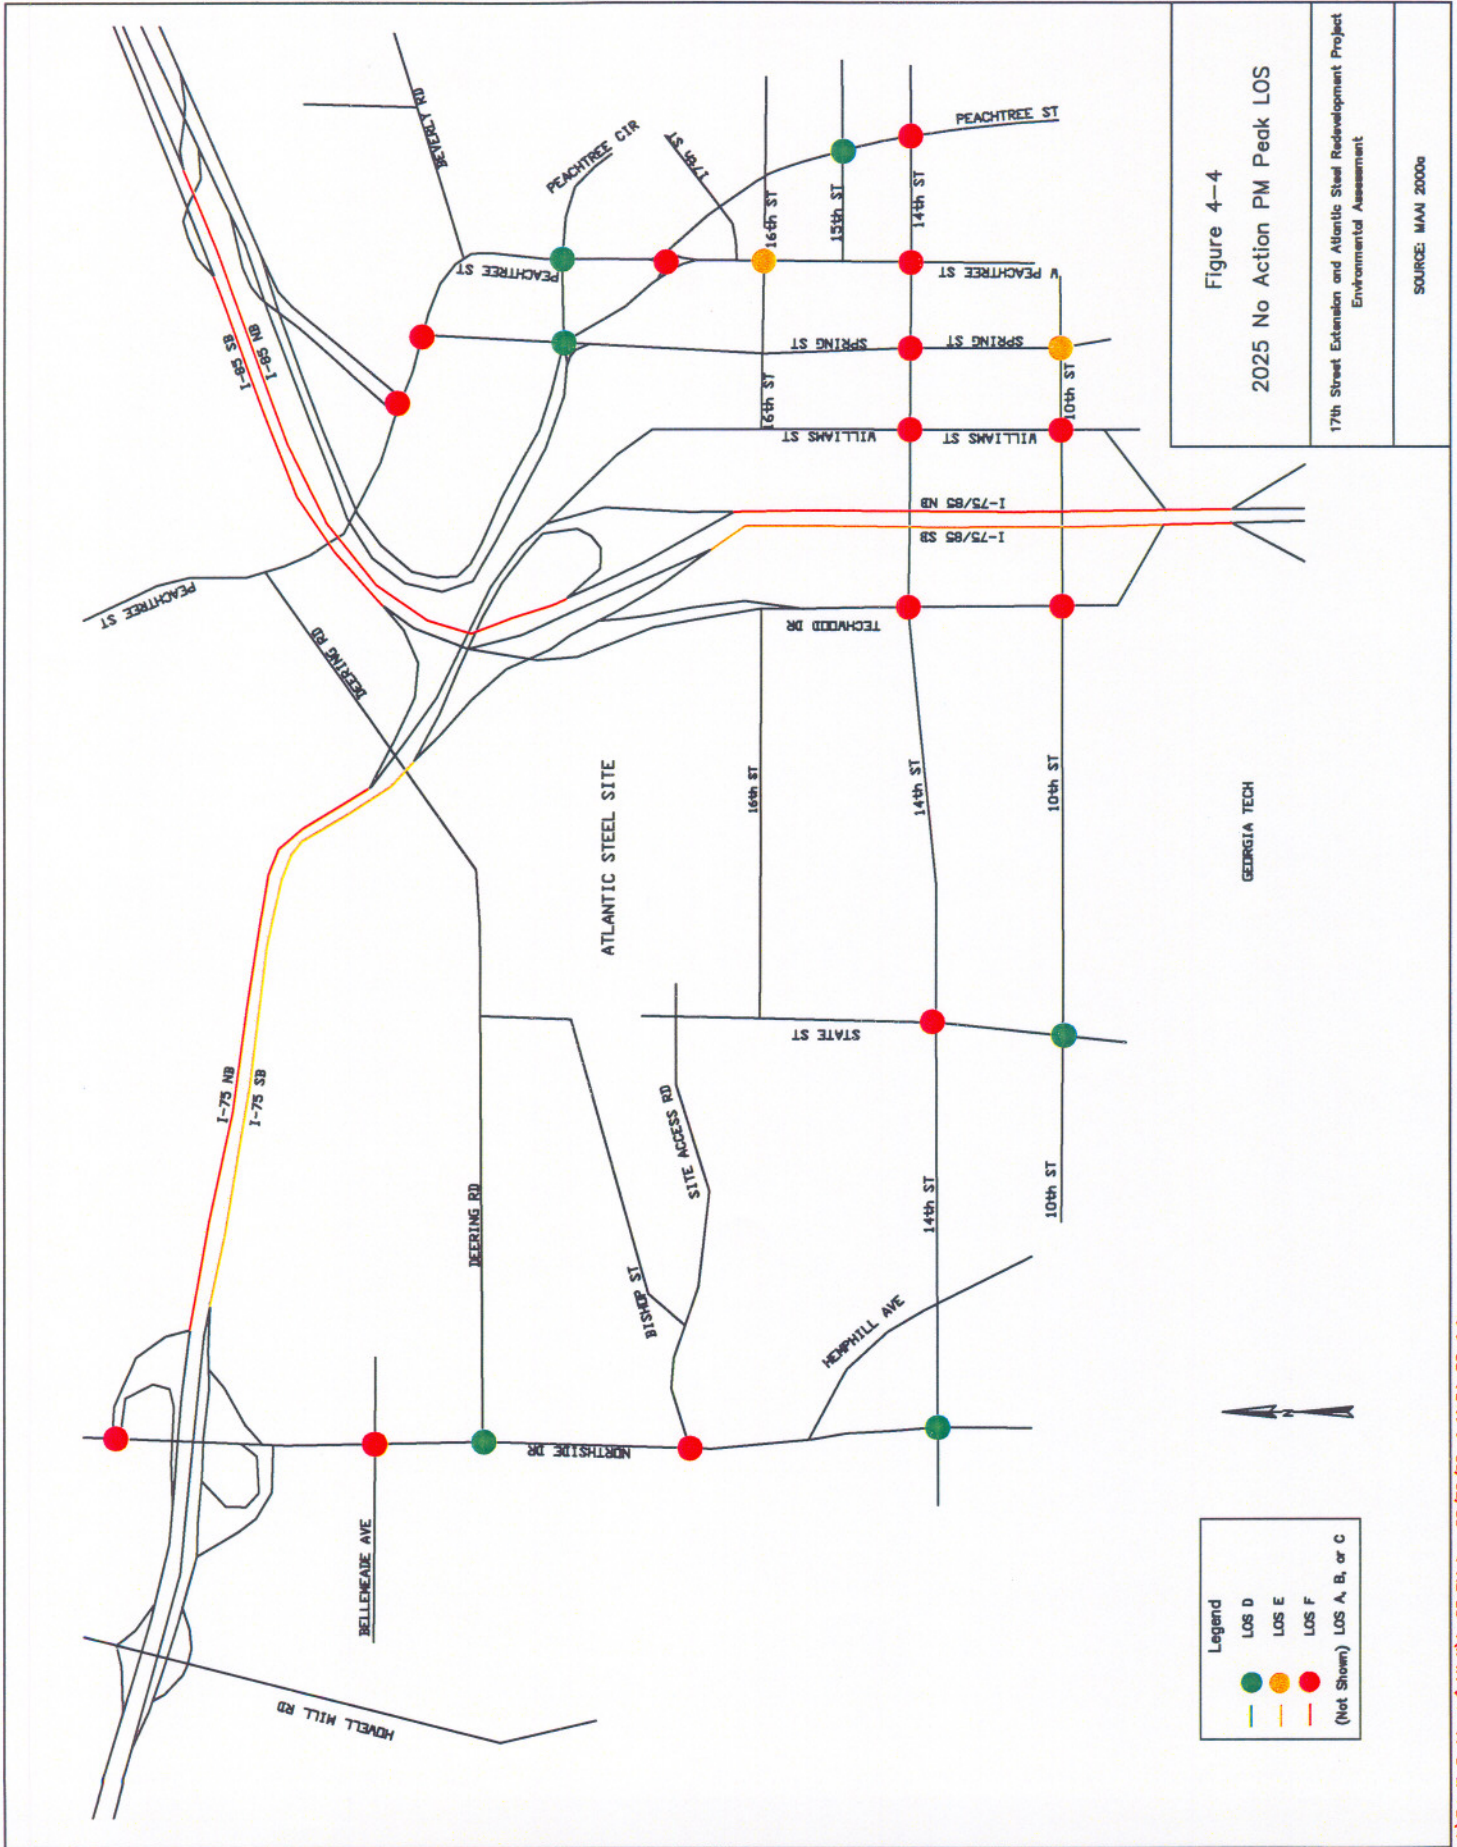 PEACHTREE ST
DEERING RD
I-85 SB
I-85 NB
BEVERLY RD
PEACHTREE CIR
17th ST
PEACHTREE ST
PEACHTREE ST
16th ST
15th ST
14th ST
W PEACHTREE ST
SPRING ST
SPRING ST
16th ST
10th ST
WILLIAMS ST
WILLIAMS ST
I-75/85 NB
I-75/85 SB
TECHWOOD DR
ATLANTIC STEEL SITE
16th ST
14th ST
10th ST
GEORGIA TECH
I-75 NB
I-75 SB
DEERING RD
STATE ST
SITE ACCESS RD
BISHOP ST
14th ST
10th ST
HEMPHILL AVE
NORTHSIDE DR
BELLEMEADE AVE
HOWELL MILL RD
N
Legend
LOS D
LOS E
LOS F
(Not Shown) LOS A, B, or C
Figure 4-4
2025 No Action PM Peak LOS
17th Street Extension and Atlantic Steel Redevelopment Project
Environmental Assessment
SOURCE: MAAI 2000a